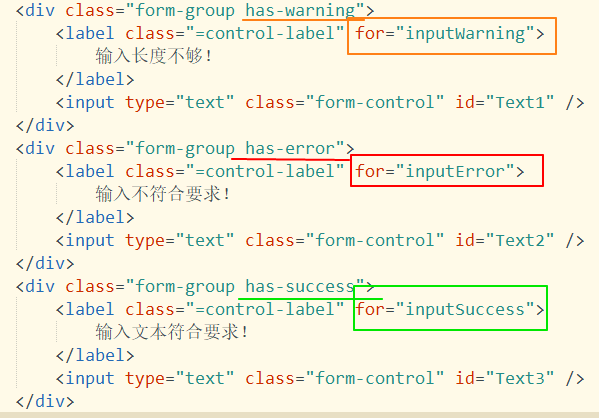 <div class="form-group has-warning">
<label class="=control-label" for="inputWarning">
输入长度不够!
</label>
<input type="text" class="form-control" id="Text1" />
</div>
<div class="form-group has-error">
<label class="=control-label" for="inputError">
输入不符合要求!
</label>
<input type="text" class="form-control" id="Text2" />
</div>
<div class="form-group has-success">
<label class="=control-label" for="inputSuccess">
输入文本符合要求!
</label>
<input type="text" class="form-control" id="Text3" />
</div>